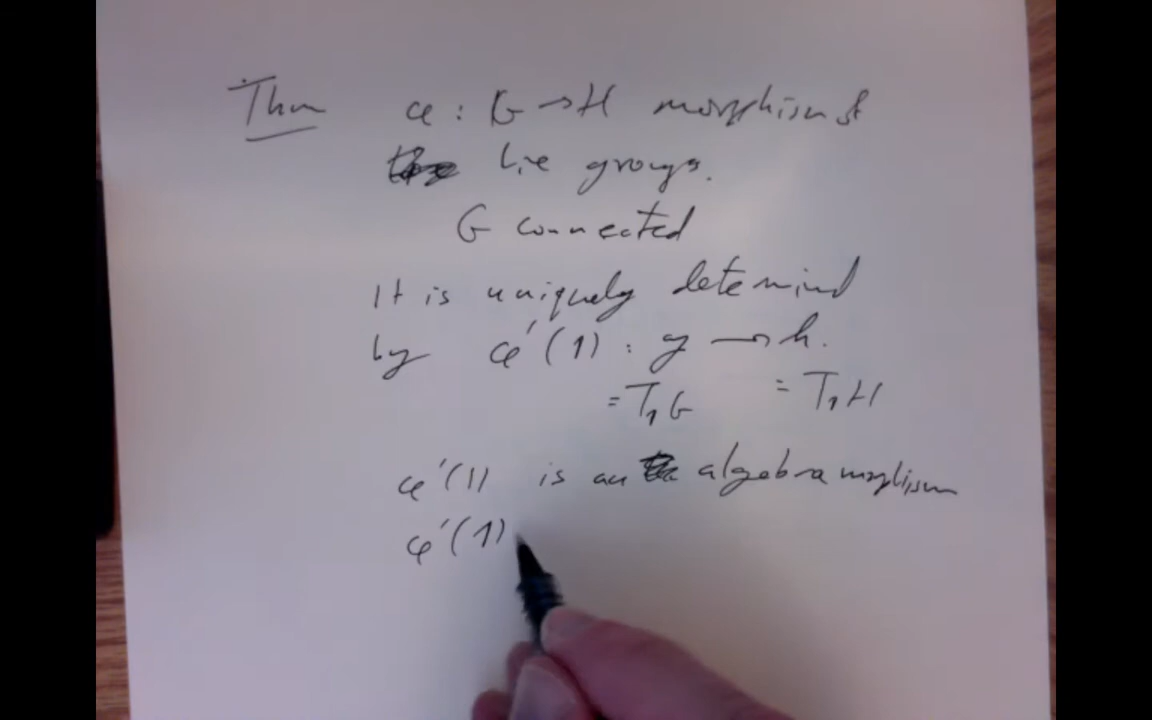 Thm φ : G → H morphism of
Lie groups.
G connected
It is uniquely determind
by φ'(1) : g → h.
= T₁G = T₁H
φ'(1) is an algebra morphism
φ'(1)